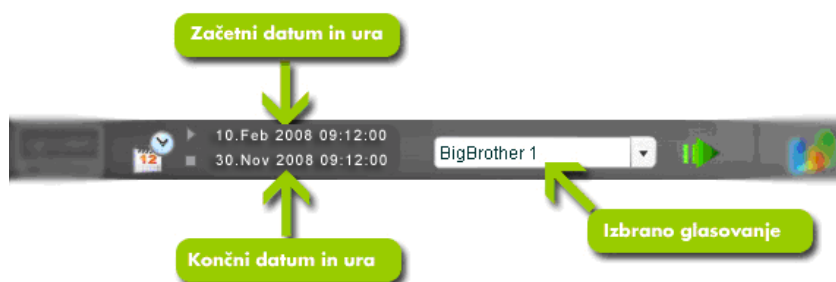 Začetni datum in ura
10.Feb 2008 09:12:00
12
30.Nov 2008 09:12:00
BigBrother 1
Izbrano glasovanje
Končni datum in ura